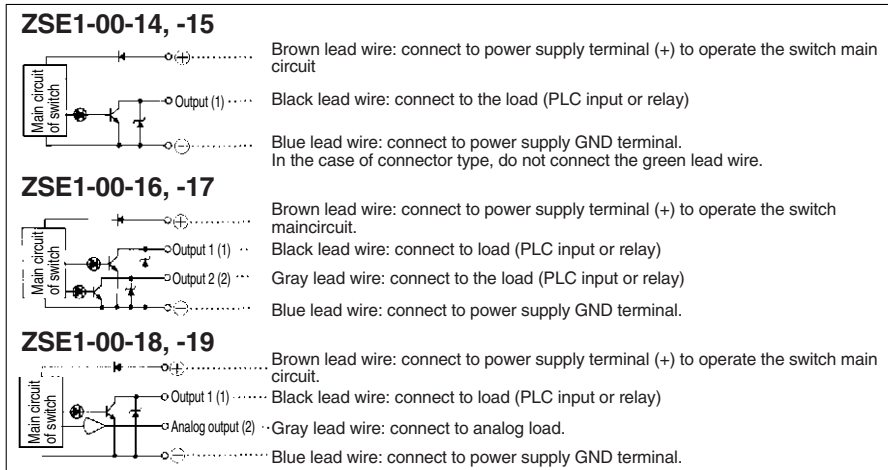 ZSE1-00-14, -15
Brown lead wire: connect to power supply terminal (+) to operate the switch main
circuit
Main circuit
of switch
+
Output (1)
Black lead wire: connect to the load (PLC input or relay)
−
Blue lead wire: connect to power supply GND terminal.
In the case of connector type, do not connect the green lead wire.
ZSE1-00-16, -17
Brown lead wire: connect to power supply terminal (+) to operate the switch
maincircuit.
Main circuit
of switch
+
Output 1 (1)
Black lead wire: connect to load (PLC input or relay)
Output 2 (2)
Gray lead wire: connect to the load (PLC input or relay)
−
Blue lead wire: connect to power supply GND terminal.
ZSE1-00-18, -19
Brown lead wire: connect to power supply terminal (+) to operate the switch main
circuit.
Main circuit
of switch
+
Output 1 (1)
Black lead wire: connect to load (PLC input or relay)
Analog output (2)
Gray lead wire: connect to analog load.
−
Blue lead wire: connect to power supply GND terminal.